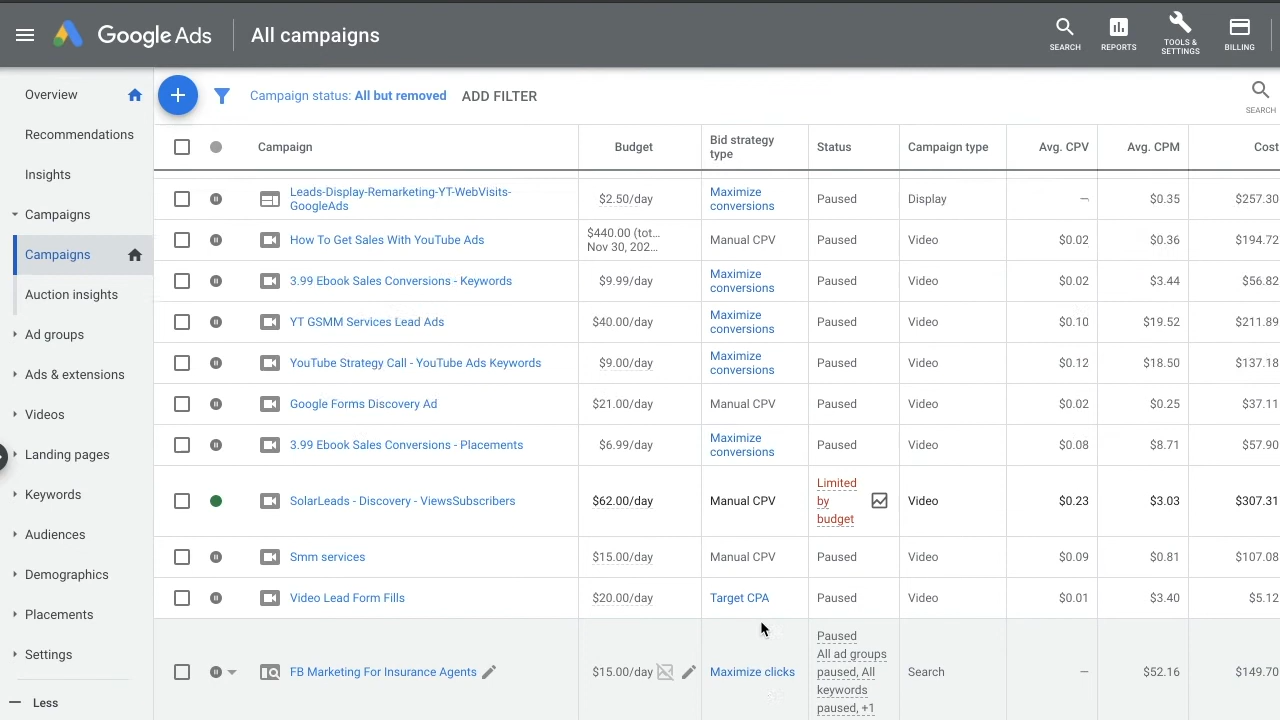 Google Ads
All campaigns
SEARCH
REPORTS
TOOLS &
SETTINGS
BILLING
Overview
Recommendations
Insights
Campaigns
Campaigns
Auction insights
Ad groups
Ads & extensions
Videos
Landing pages
Keywords
Audiences
Demographics
Placements
Settings
Less
Campaign status: All but removed
ADD FILTER
SEARCH
Campaign
Budget
Bid strategy
type
Status
Campaign type
Avg. CPV
Avg. CPM
Cost
Leads-Display-Remarketing-YT-WebVisits-
GoogleAds
$2.50/day
Maximize
conversions
Paused
Display
—
$0.35
$257.30
How To Get Sales With YouTube Ads
$440.00 (tot…
Nov 30, 202…
Manual CPV
Paused
Video
$0.02
$0.36
$194.72
3.99 Ebook Sales Conversions - Keywords
$9.99/day
Maximize
conversions
Paused
Video
$0.02
$3.44
$56.82
YT GSMM Services Lead Ads
$40.00/day
Maximize
conversions
Paused
Video
$0.10
$19.52
$211.89
YouTube Strategy Call - YouTube Ads Keywords
$9.00/day
Maximize
conversions
Paused
Video
$0.12
$18.50
$137.18
Google Forms Discovery Ad
$21.00/day
Manual CPV
Paused
Video
$0.02
$0.25
$37.11
3.99 Ebook Sales Conversions - Placements
$6.99/day
Maximize
conversions
Paused
Video
$0.08
$8.71
$57.90
SolarLeads - Discovery - ViewsSubscribers
$62.00/day
Manual CPV
Limited
by
budget
Video
$0.23
$3.03
$307.31
Smm services
$15.00/day
Manual CPV
Paused
Video
$0.09
$0.81
$107.08
Video Lead Form Fills
$20.00/day
Target CPA
Paused
Video
$0.01
$3.40
$5.12
FB Marketing For Insurance Agents
$15.00/day
Maximize clicks
Paused
All ad groups
paused, All
keywords
paused, +1
Search
—
$52.16
$149.70